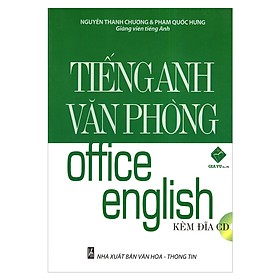 NGUYỄN THANH CHƯƠNG & PHẠM QUỐC HƯNG
Giảng viên tiếng Anh
TIẾNG ANH
VĂN PHÒNG
office
english
KÈM ĐĨA CD
NHÀ XUẤT BẢN VĂN HÓA - THÔNG TIN